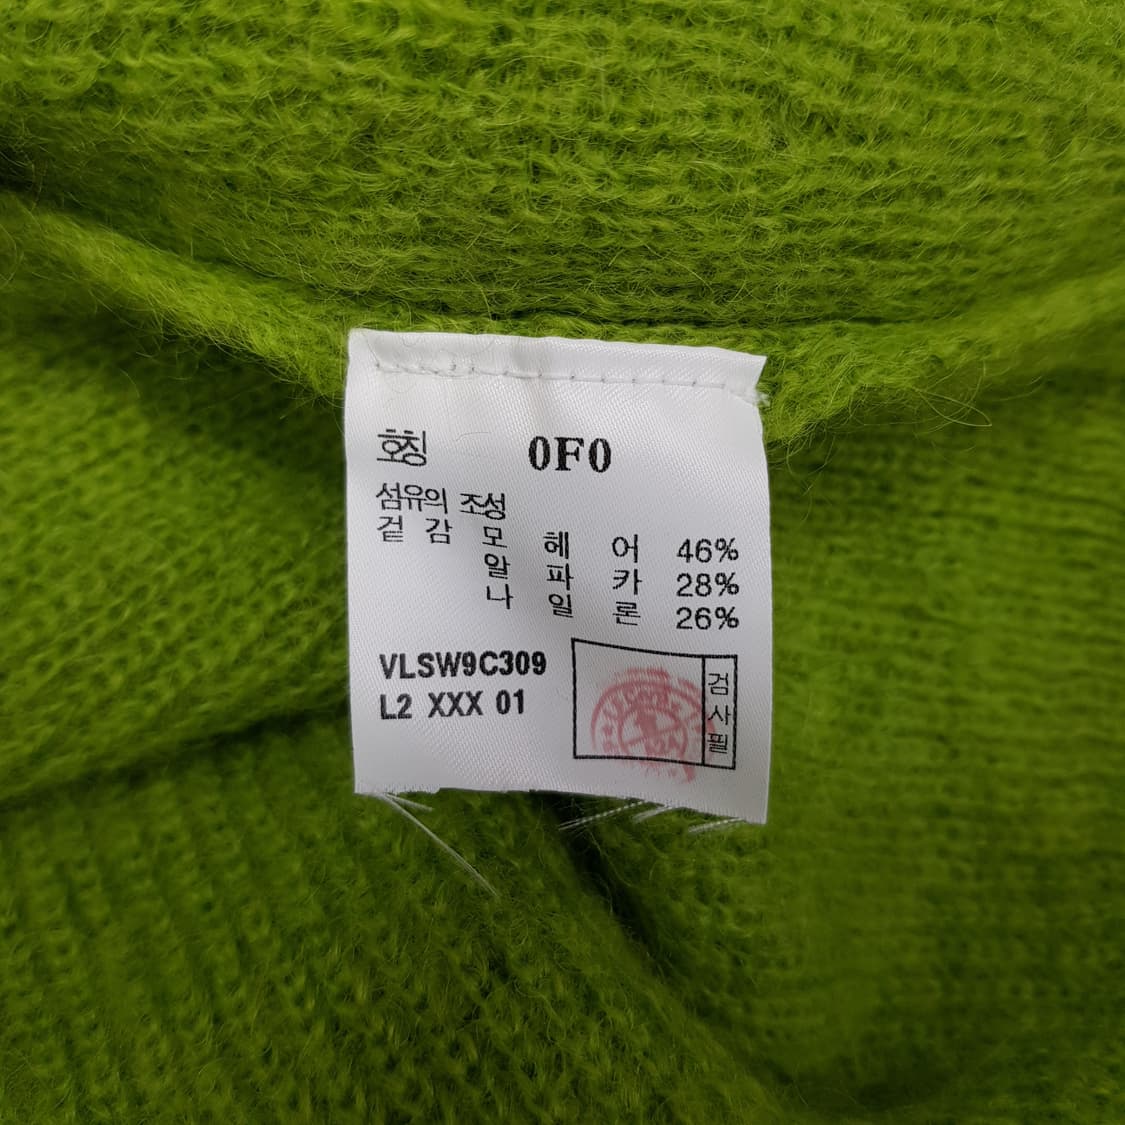 호칭 0F0
섬유의 조성
겉 감 모 헤 어 46%
알 파 카 28%
나 일 론 26%
VLSW9C309
L2 XXX 01
검사필